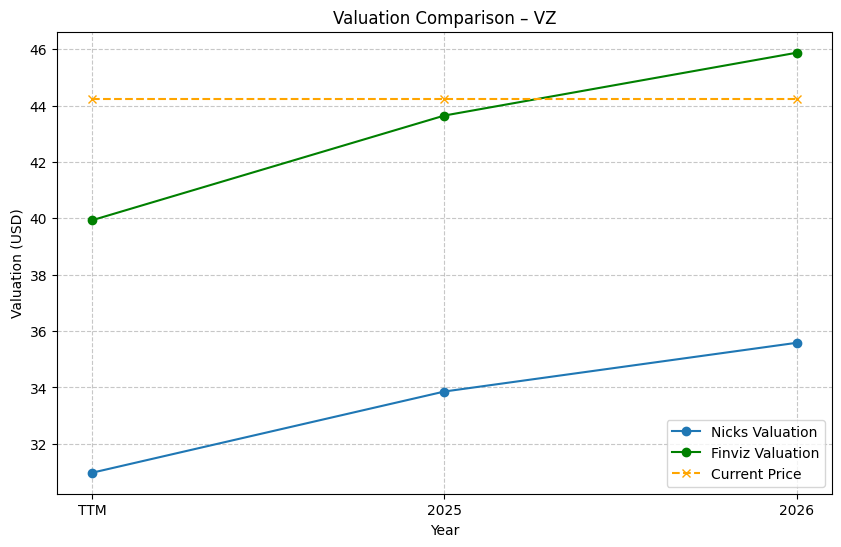 Valuation Comparison – VZ
Valuation (USD)
46
44
42
40
38
36
34
32
TTM
2025
2026
Year
Nicks Valuation
Finviz Valuation
Current Price